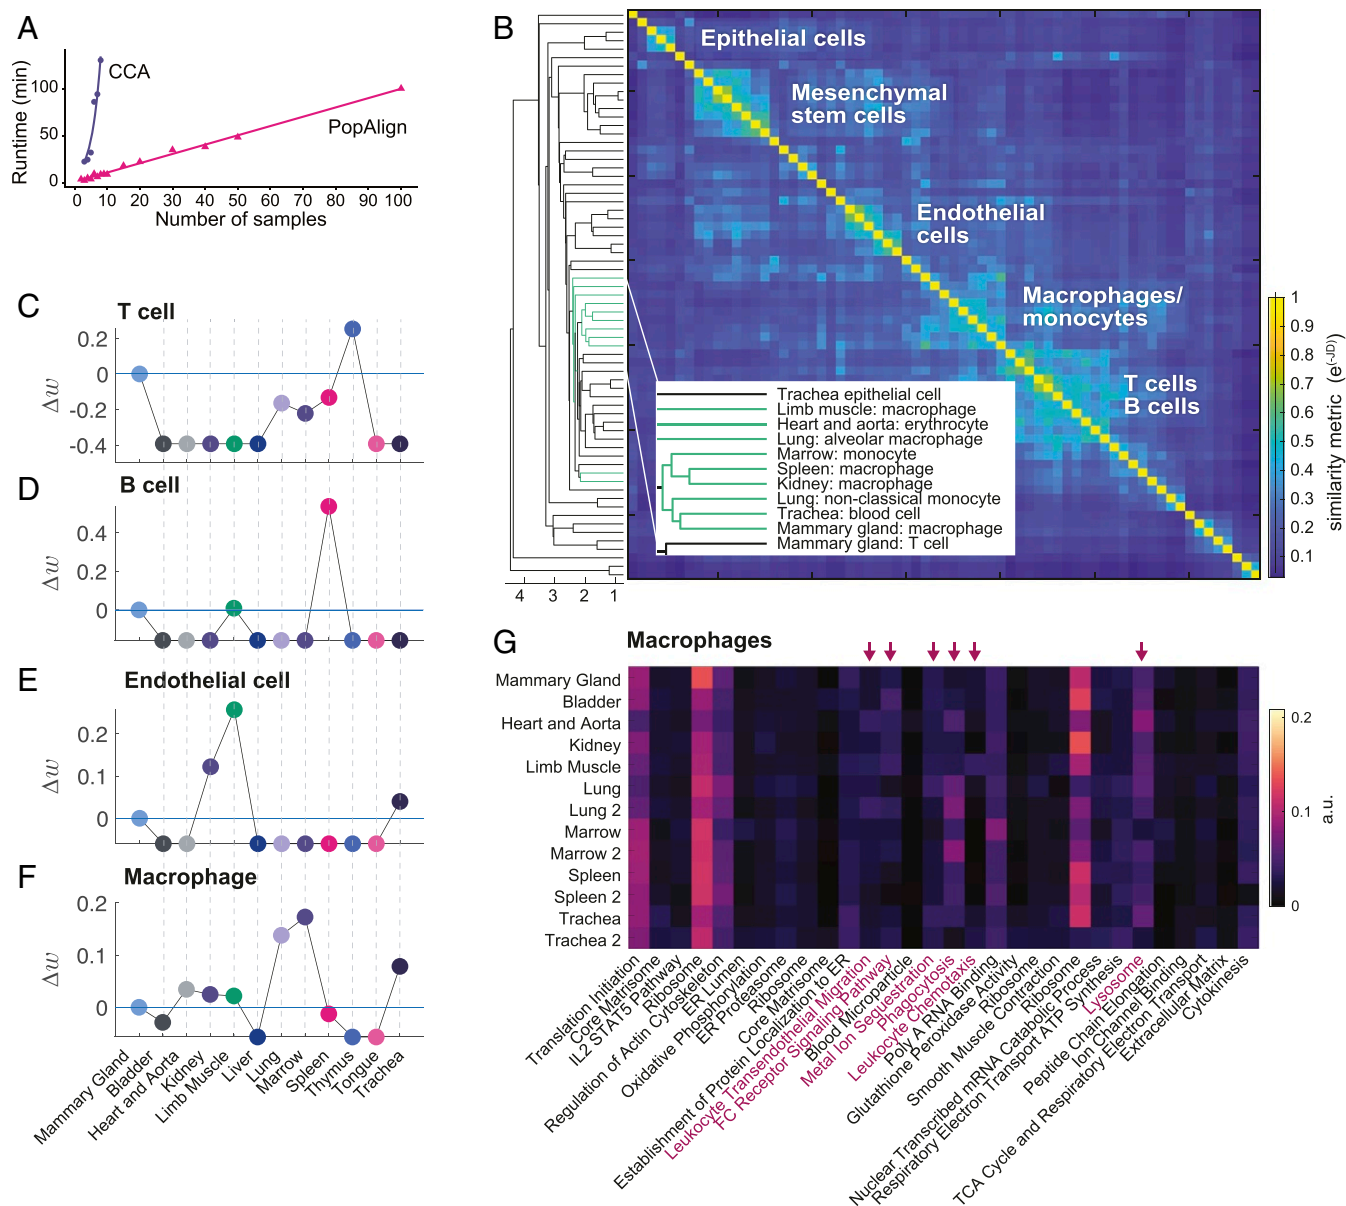 A
Runtime (min)
100
50
0
CCA
PopAlign
0 10 20 30 40 50 60 70 80 90 100
Number of samples
B
Epithelial cells
Mesenchymal
stem cells
Endothelial
cells
Macrophages/
monocytes
T cells
B cells
Trachea epithelial cell
Limb muscle: macrophage
Heart and aorta: erythrocyte
Lung: alveolar macrophage
Marrow: monocyte
Spleen: macrophage
Kidney: macrophage
Lung: non-classical monocyte
Trachea: blood cell
Mammary gland: macrophage
Mammary gland: T cell
4 3 2 1
1
0.9
0.8
0.7
0.6
0.5
0.4
0.3
0.2
0.1
similarity metric (e(-JD))
C
T cell
0.2
0
-0.2
-0.4
Δw
D
B cell
0.4
0.2
0
Δw
E
Endothelial cell
0.2
0.1
0
Δw
F
Macrophage
0.2
0.1
0
Δw
Mammary Gland
Bladder
Heart and Aorta
Kidney
Limb Muscle
Liver
Lung
Marrow
Spleen
Thymus
Tongue
Trachea
G
Macrophages
Mammary Gland
Bladder
Heart and Aorta
Kidney
Limb Muscle
Lung
Lung 2
Marrow
Marrow 2
Spleen
Spleen 2
Trachea
Trachea 2
0.2
0.1
0
a.u.
Translation Initiation
Core Matrisome
IL2 STAT5 Pathway
Ribosome
Regulation of Actin Cytoskeleton
ER Lumen
Oxidative Phosphorylation
ER Proteasome
Ribosome
Core Matrisome
Establishment of Protein Localization to ER
Leukocyte Transendothelial Migration
FC Receptor Signaling Pathway
Blood Microparticle
Metal Ion Sequestration
Phagocytosis
Leukocyte Chemotaxis
Poly A RNA Binding
Glutathione Peroxidase Activity
Ribosome
Smooth Muscle Contraction
Ribosome
Nuclear Transcribed mRNA Catabolic Process
Respiratory Electron Transport ATP Synthesis
Lysosome
Peptide Chain Elongation
Ion Channel Binding
TCA Cycle and Respiratory Electron Transport
Extracellular Matrix
Cytokinesis